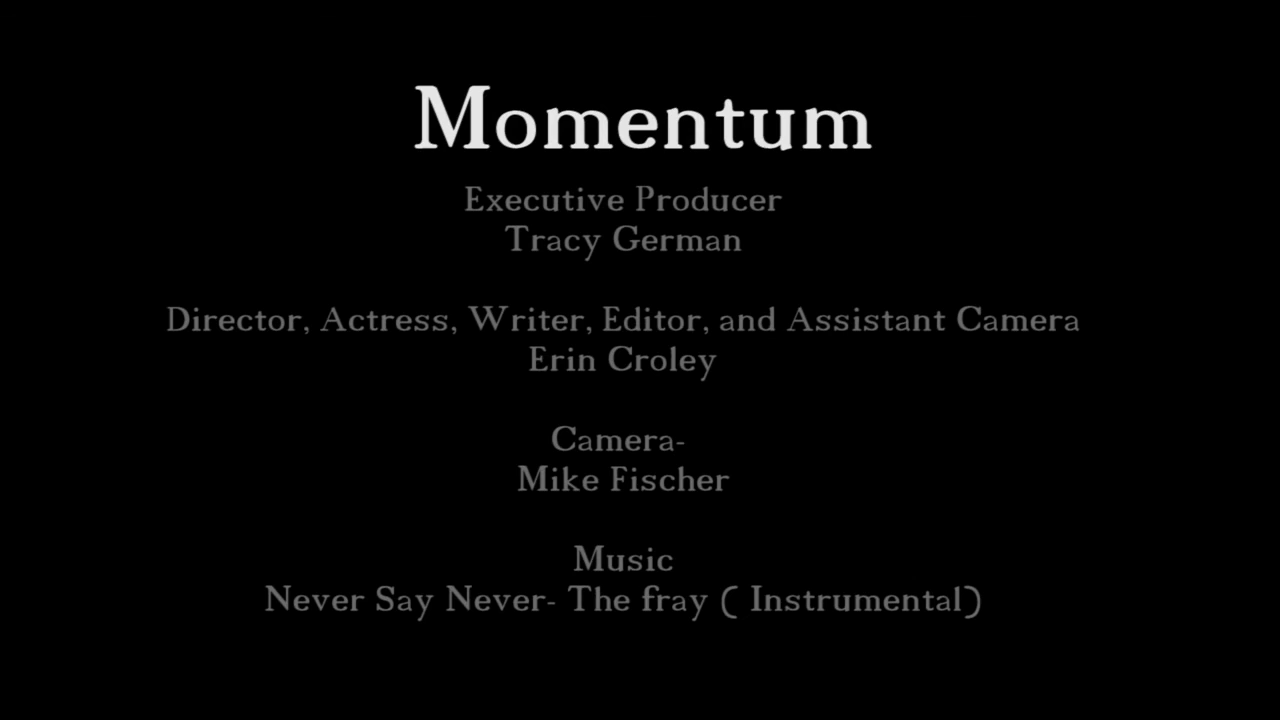 Momentum
Executive Producer
Tracy German
Director, Actress, Writer, Editor, and Assistant Camera
Erin Croley
Camera-
Mike Fischer
Music
Never Say Never- The fray ( Instrumental)